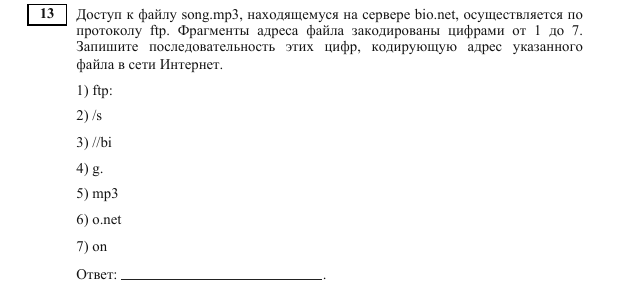 13 Доступ к файлу song.mp3, находящемуся на сервере bio.net, осуществляется по
протоколу ftp. Фрагменты адреса файла закодированы цифрами от 1 до 7.
Запишите последовательность этих цифр, кодирующую адрес указанного
файла в сети Интернет.
1) ftp:
2) /s
3) //bi
4) g.
5) mp3
6) o.net
7) on
Ответ: ______________________________.